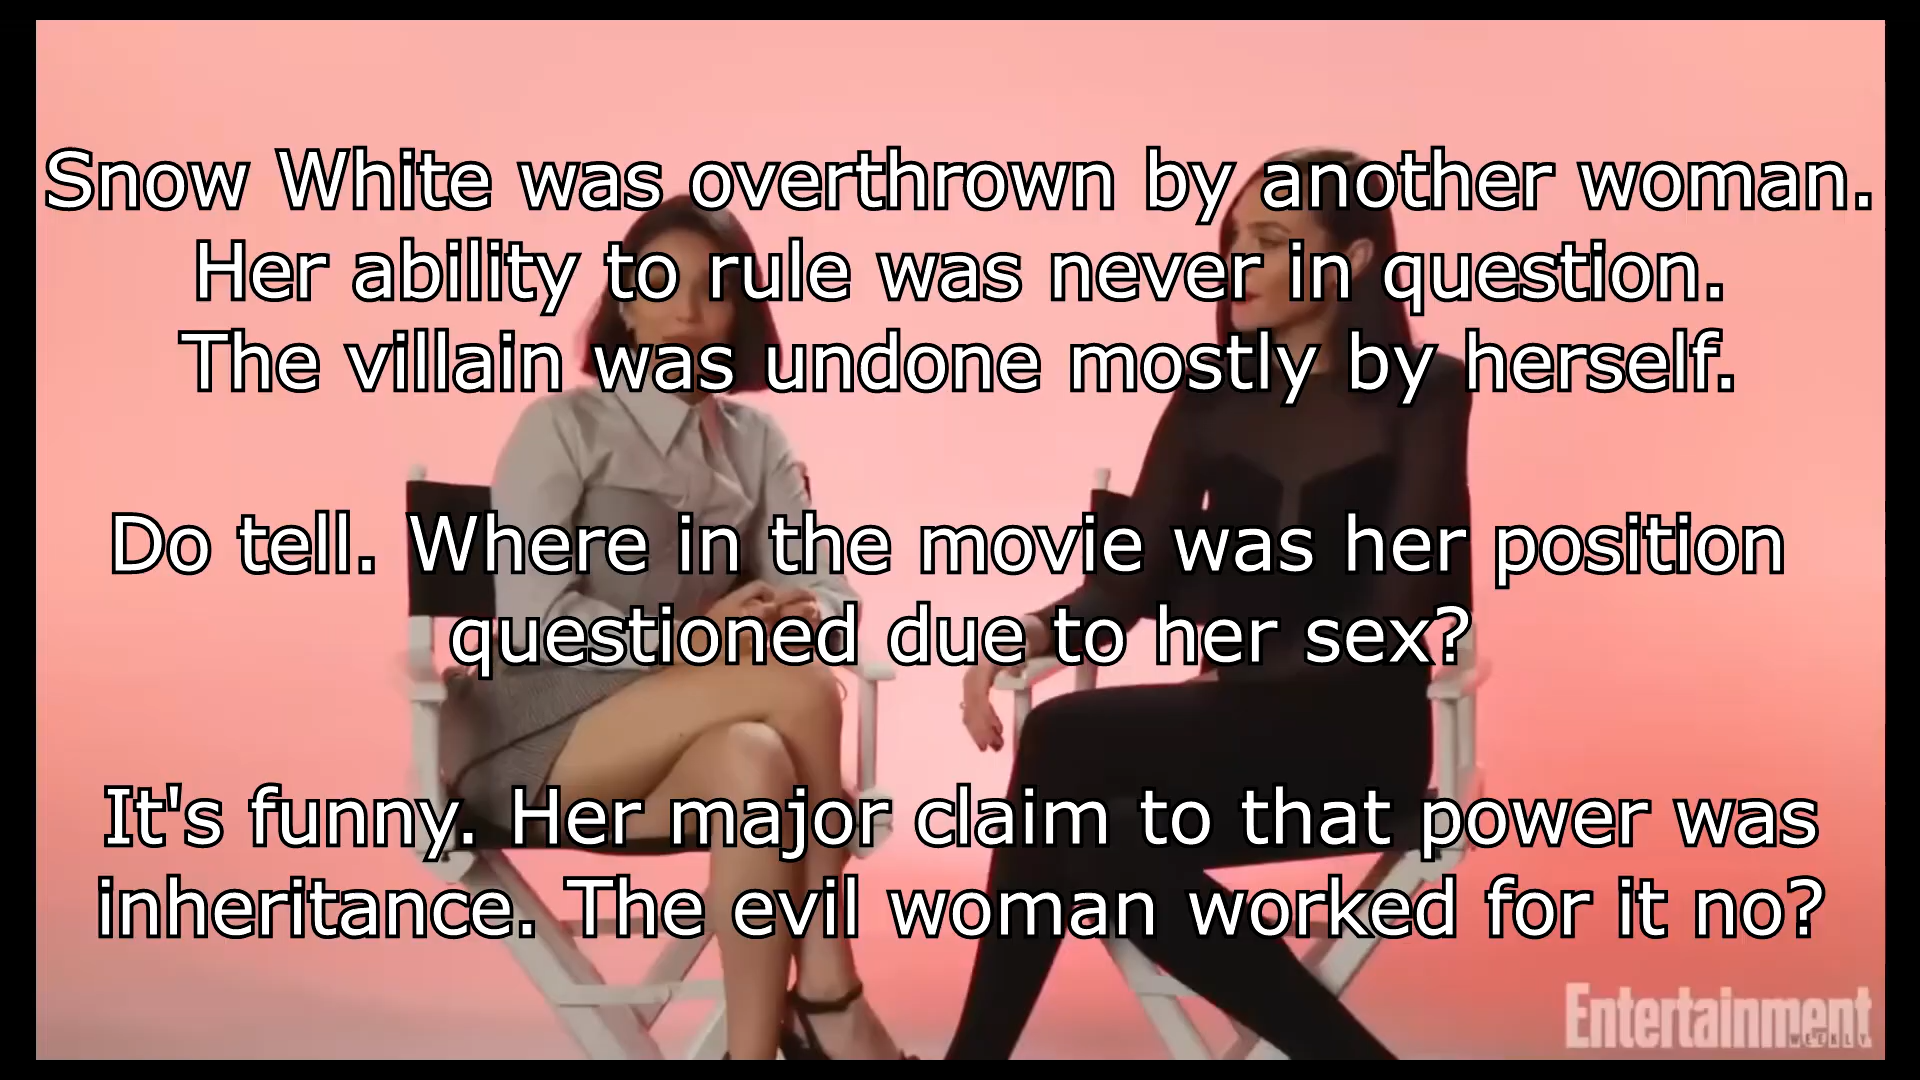 Snow White was overthrown by another woman.
Her ability to rule was never in question.
The villain was undone mostly by herself.
Do tell. Where in the movie was her position
questioned due to her sex?
It's funny. Her major claim to that power was
inheritance. The evil woman worked for it no?
Entertainment
WEEKLY